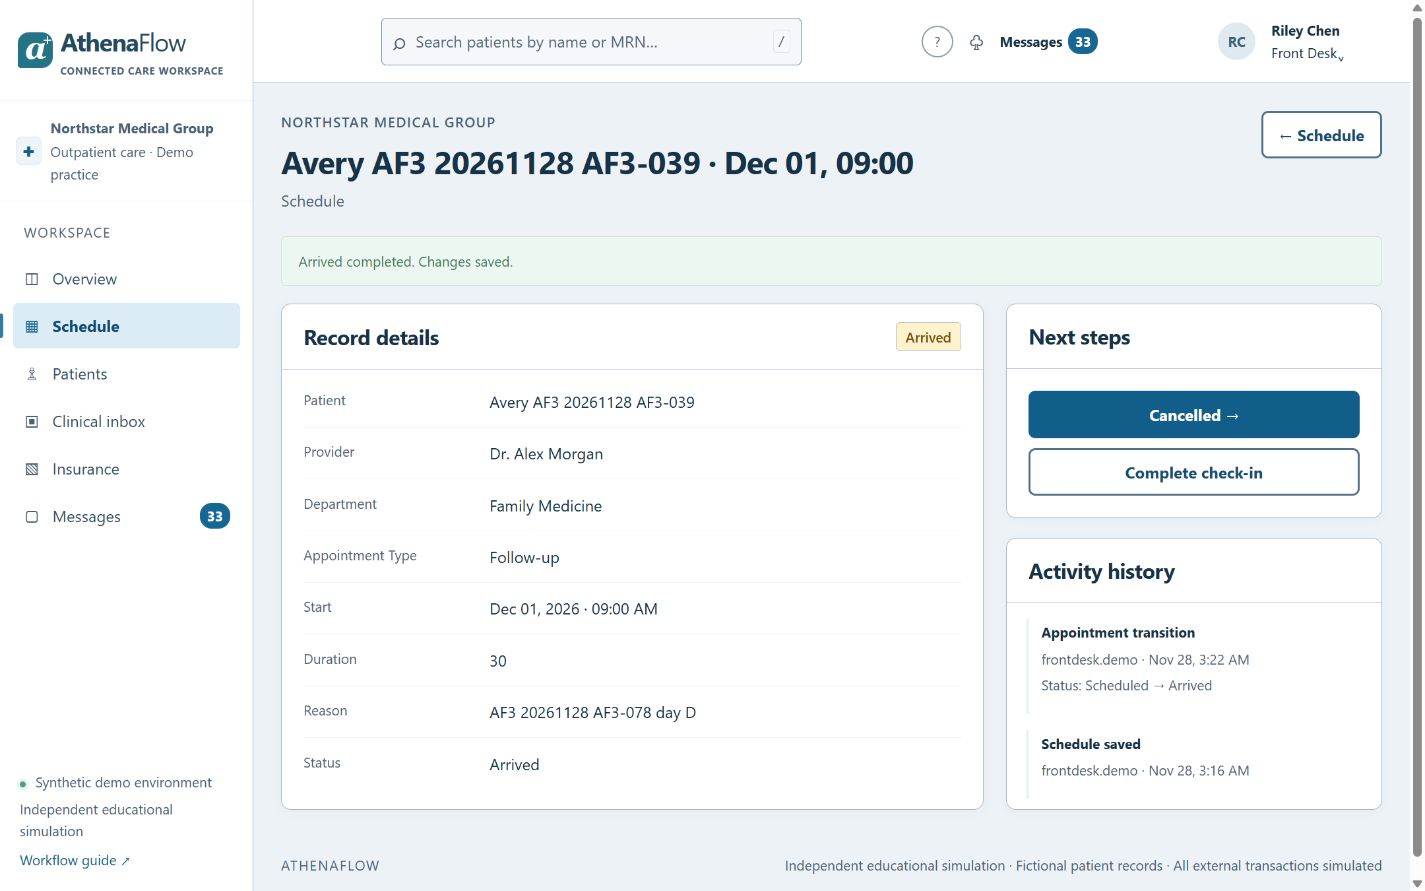 AthenaFlow
CONNECTED CARE WORKSPACE
Search patients by name or MRN...
/
?
Messages 33
RC
Riley Chen
Front Desk
Northstar Medical Group
Outpatient care · Demo
practice
WORKSPACE
Overview
Schedule
Patients
Clinical inbox
Insurance
Messages 33
Synthetic demo environment
Independent educational
simulation
Workflow guide ↗
NORTHSTAR MEDICAL GROUP
Avery AF3 20261128 AF3-039 · Dec 01, 09:00
Schedule
← Schedule
Arrived completed. Changes saved.
Record details
Arrived
Patient Avery AF3 20261128 AF3-039
Provider Dr. Alex Morgan
Department Family Medicine
Appointment Type Follow-up
Start Dec 01, 2026 · 09:00 AM
Duration 30
Reason AF3 20261128 AF3-078 day D
Status Arrived
Next steps
Cancelled →
Complete check-in
Activity history
Appointment transition
frontdesk.demo · Nov 28, 3:22 AM
Status: Scheduled → Arrived
Schedule saved
frontdesk.demo · Nov 28, 3:16 AM
ATHENAFLOW
Independent educational simulation · Fictional patient records · All external transactions simulated